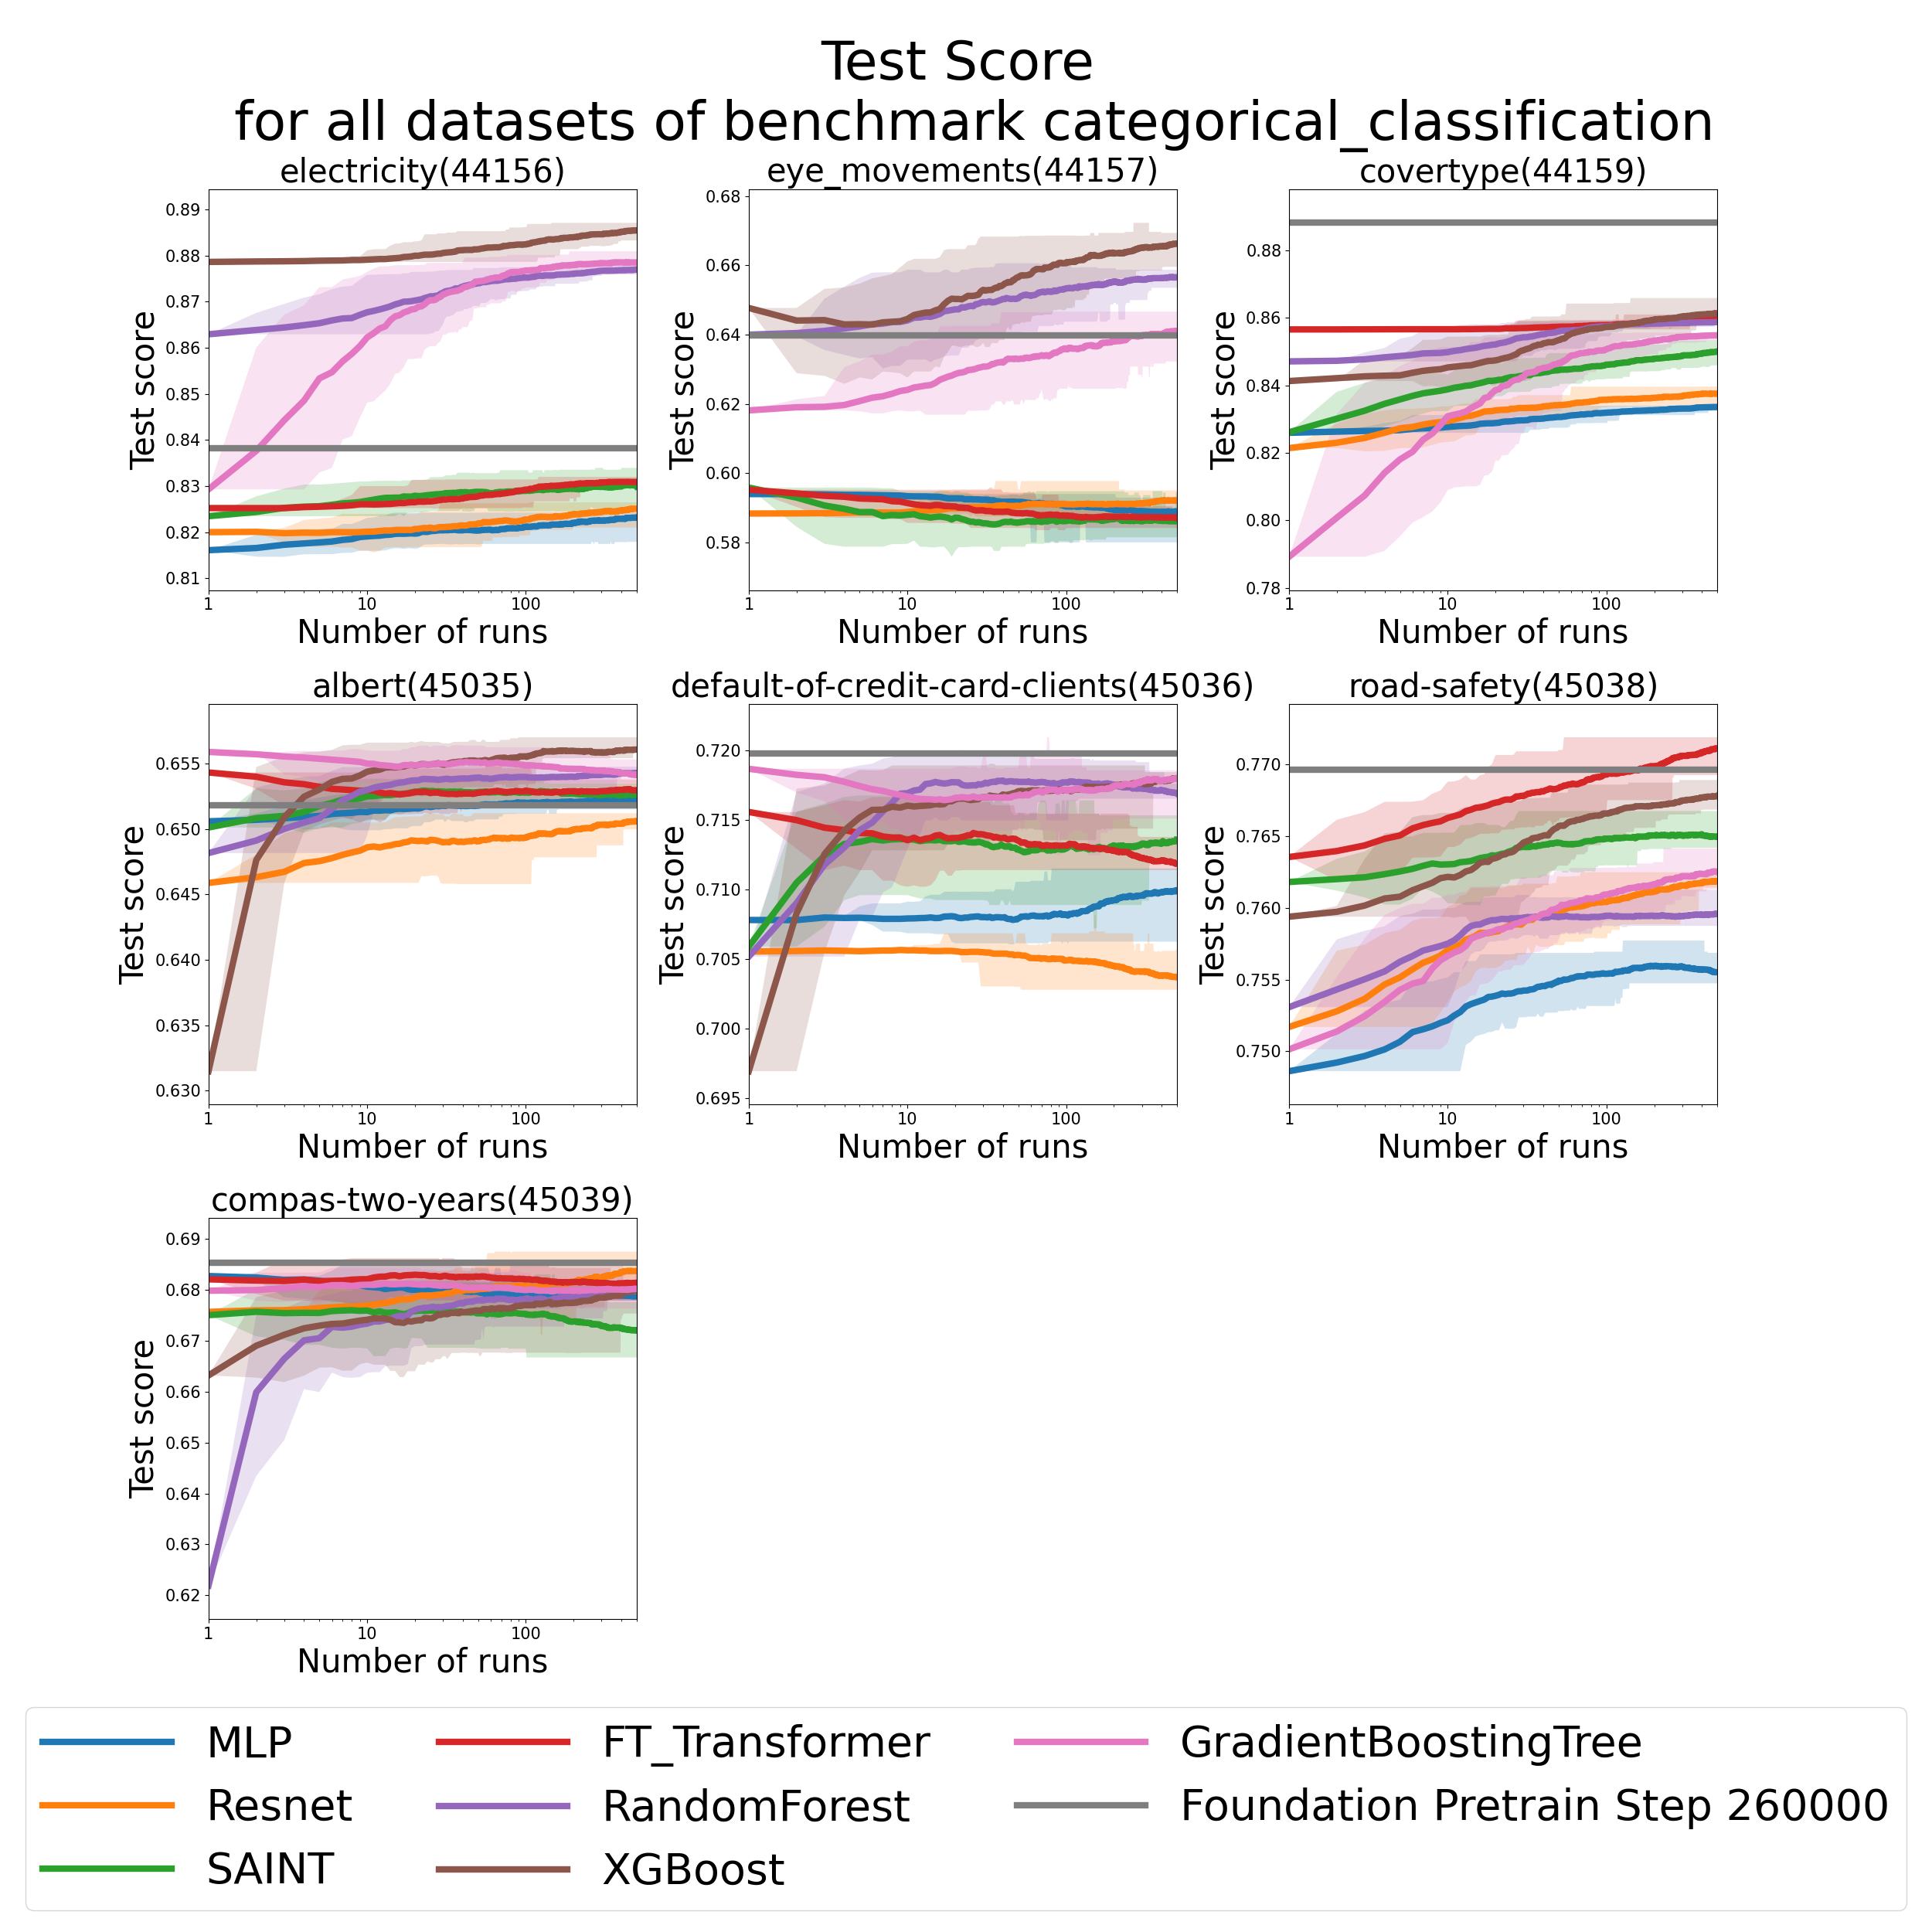 Test Score
for all datasets of benchmark categorical_classification
electricity(44156)
eye_movements(44157)
covertype(44159)
0.89
0.88
0.87
0.86
0.85
0.84
0.83
0.82
0.81
Test score
1
10
100
Number of runs
0.68
0.66
0.64
0.62
0.60
0.58
Test score
1
10
100
Number of runs
0.88
0.86
0.84
0.82
0.80
0.78
Test score
1
10
100
Number of runs
albert(45035)
default-of-credit-card-clients(45036)
road-safety(45038)
0.655
0.650
0.645
0.640
0.635
0.630
Test score
1
10
100
Number of runs
0.720
0.715
0.710
0.705
0.700
0.695
Test score
1
10
100
Number of runs
0.770
0.765
0.760
0.755
0.750
Test score
1
10
100
Number of runs
compas-two-years(45039)
0.69
0.68
0.67
0.66
0.65
0.64
0.63
0.62
Test score
1
10
100
Number of runs
MLP
Resnet
SAINT
FT_Transformer
RandomForest
XGBoost
GradientBoostingTree
Foundation Pretrain Step 260000